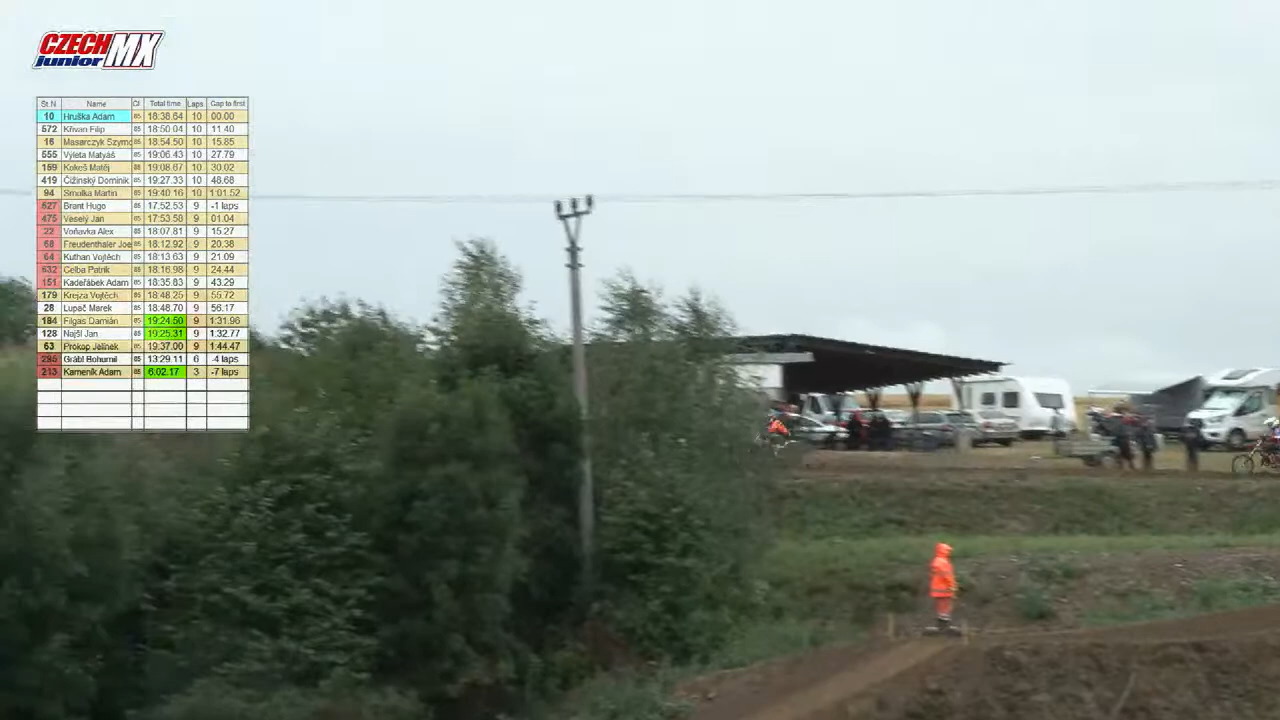 CZECH MX
junior
St.N Name Cl Total time Laps Gap to first
10 Hruška Adam 85 18:38.64 10 00.00
572 Křivan Filip 85 18:50.04 10 11.40
16 Masarczyk Szymo 85 18:54.50 10 15.85
555 Výleta Matyáš 85 19:06.43 10 27.79
159 Kokeš Matěj 85 19:08.67 10 30.02
419 Čížinský Dominik 85 19:27.33 10 48.68
94 Smolka Martin 85 19:40.16 10 1:01.52
527 Brant Hugo 85 17:52.53 9 -1 laps
475 Veselý Jan 85 17:53.58 9 01.04
22 Voňavka Alex 85 18:07.81 9 15.27
68 Freudenthaler Joe 85 18:12.92 9 20.38
64 Kuthan Vojtěch 85 18:13.63 9 21.09
632 Celba Patrik 85 18:16.98 9 24.44
151 Kadeřábek Adam 85 18:35.83 9 43.29
179 Krejza Vojtěch 85 18:48.25 9 55.72
28 Lupač Marek 85 18:48.70 9 56.17
184 Filgas Damián 85 19:24.50 9 1:31.96
128 Najšl Jan 85 19:25.31 9 1:32.77
63 Prokop Jelínek 85 19:37.00 9 1:44.47
285 Grábl Bohumil 85 13:29.11 6 -4 laps
213 Kameník Adam 85 6:02.17 3 -7 laps